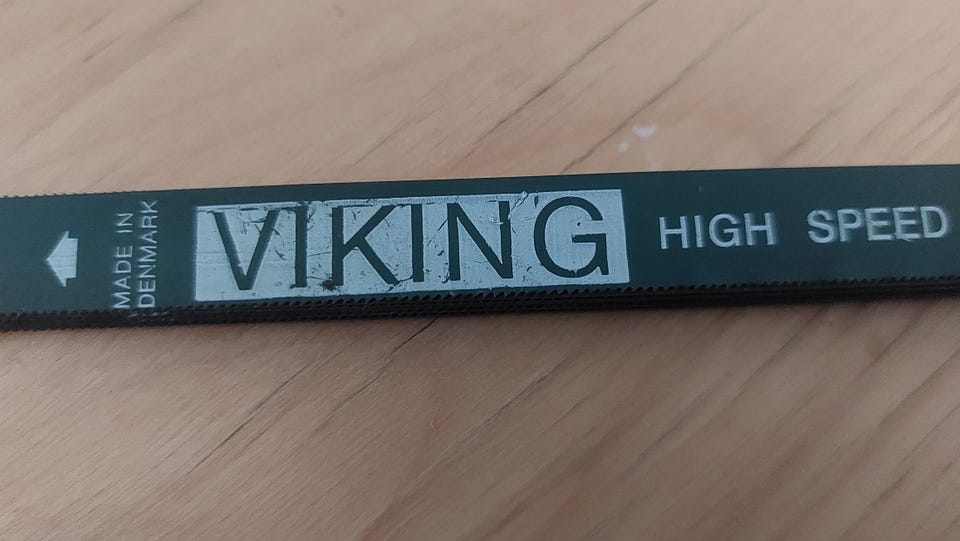 MADE IN
DENMARK
VIKING
HIGH SPEED